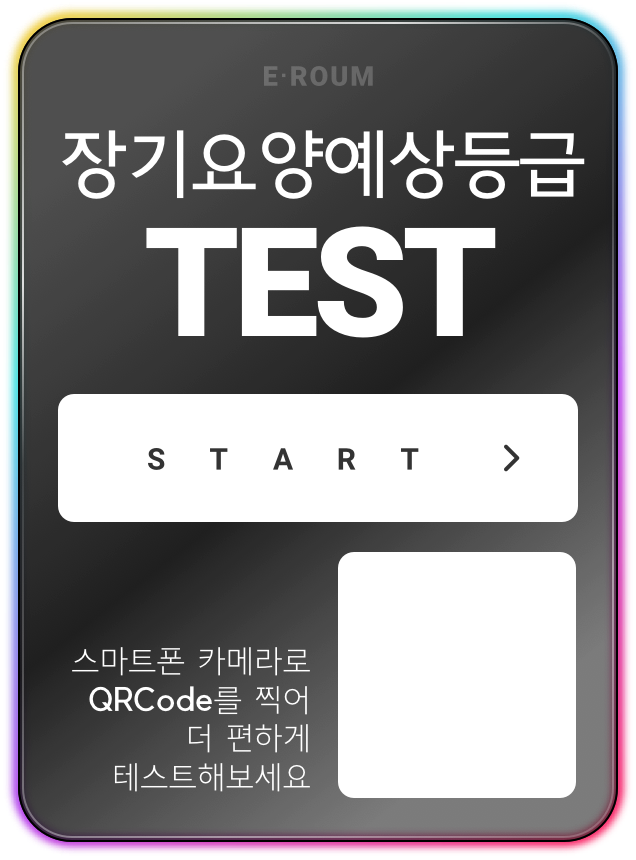 E·ROUM
장기요양예상등급
TEST
START
스마트폰 카메라로
QRCode를 찍어
더 편하게
테스트해보세요